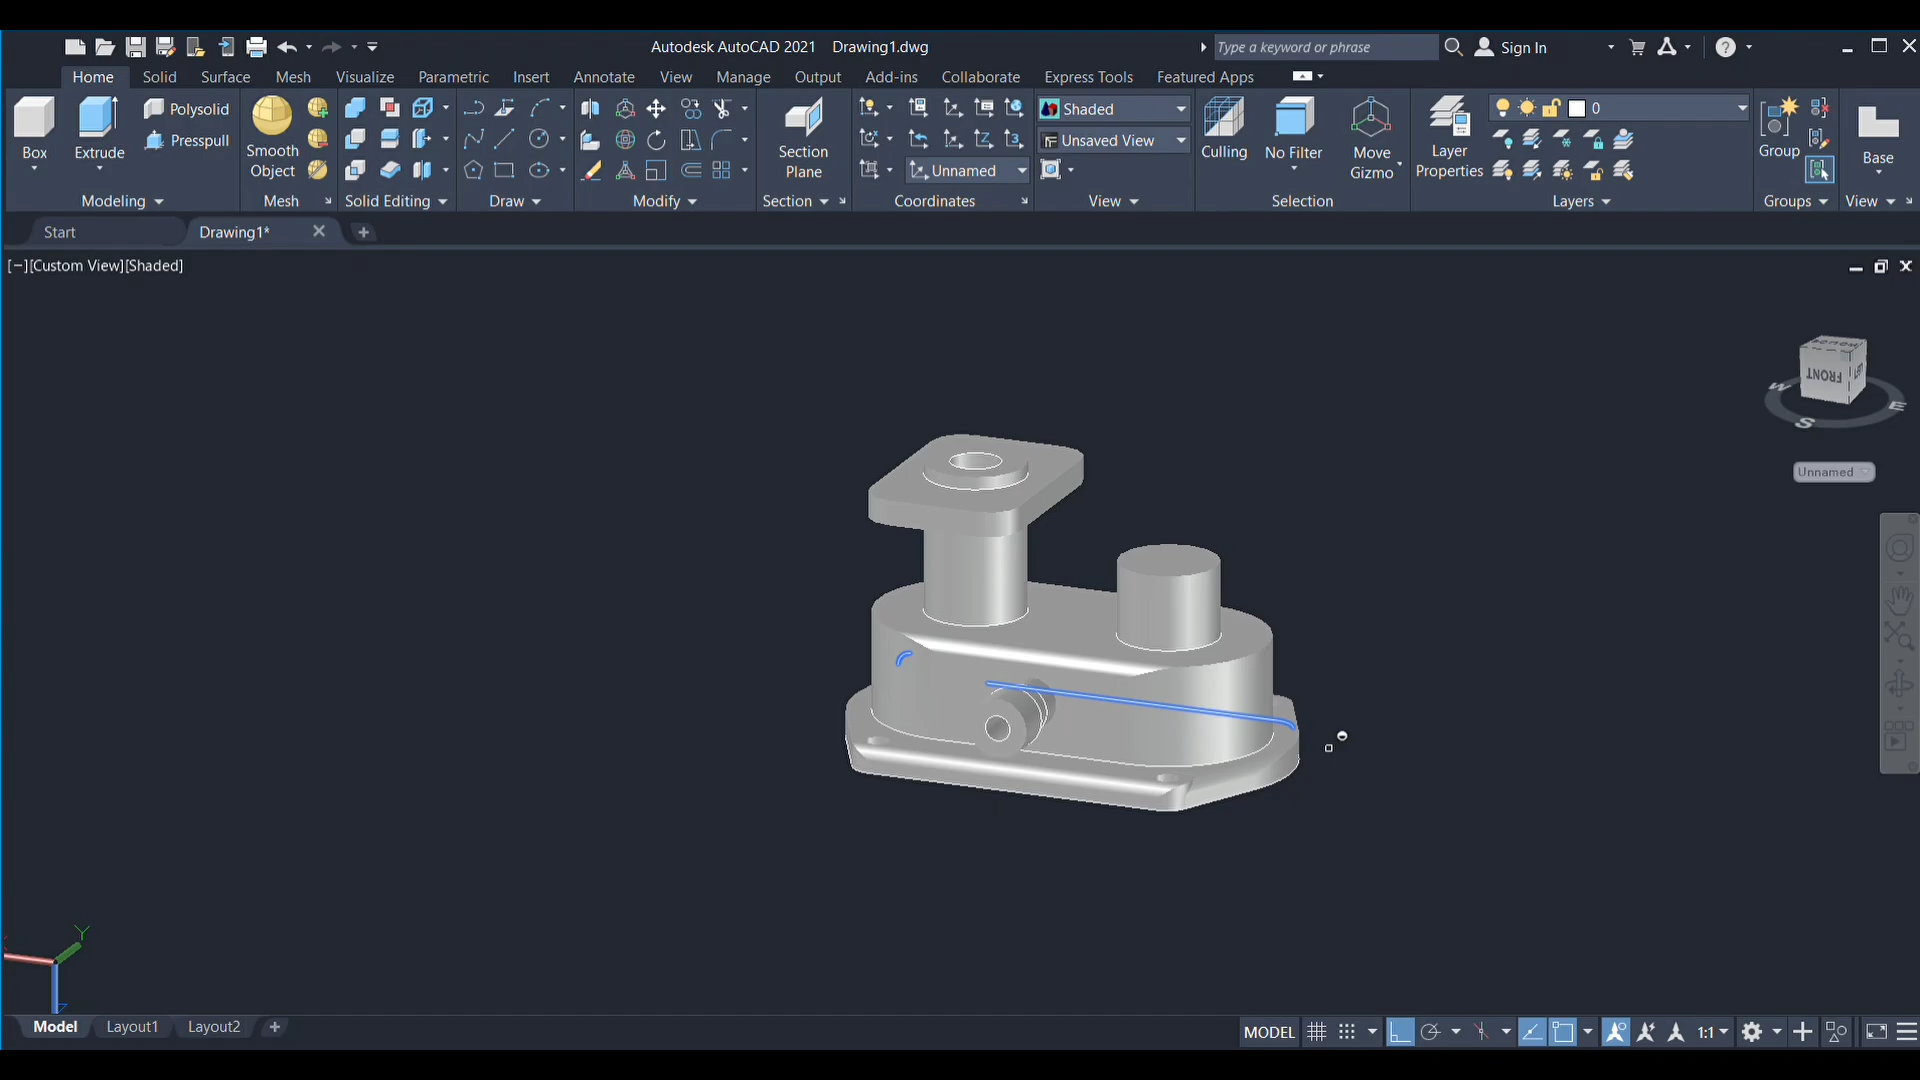 Autodesk AutoCAD 2021 Drawing1.dwg
Type a keyword or phrase
Sign In
Home Solid Surface Mesh Visualize Parametric Insert Annotate View Manage Output Add-ins Collaborate Express Tools Featured Apps
Box
Extrude
Polysolid
Presspull
Smooth
Object
Section
Plane
Unnamed
Shaded
Unsaved View
Culling
No Filter
Move
Gizmo
Layer
Properties
0
Group
Base
Modeling Mesh Solid Editing Draw Modify Section Coordinates View Selection Layers Groups View
Start Drawing1*
[−][Custom View][Shaded]
FRONT
LEFT
W
S
E
Unnamed
Y
Z
Model Layout1 Layout2
MODEL
1:1